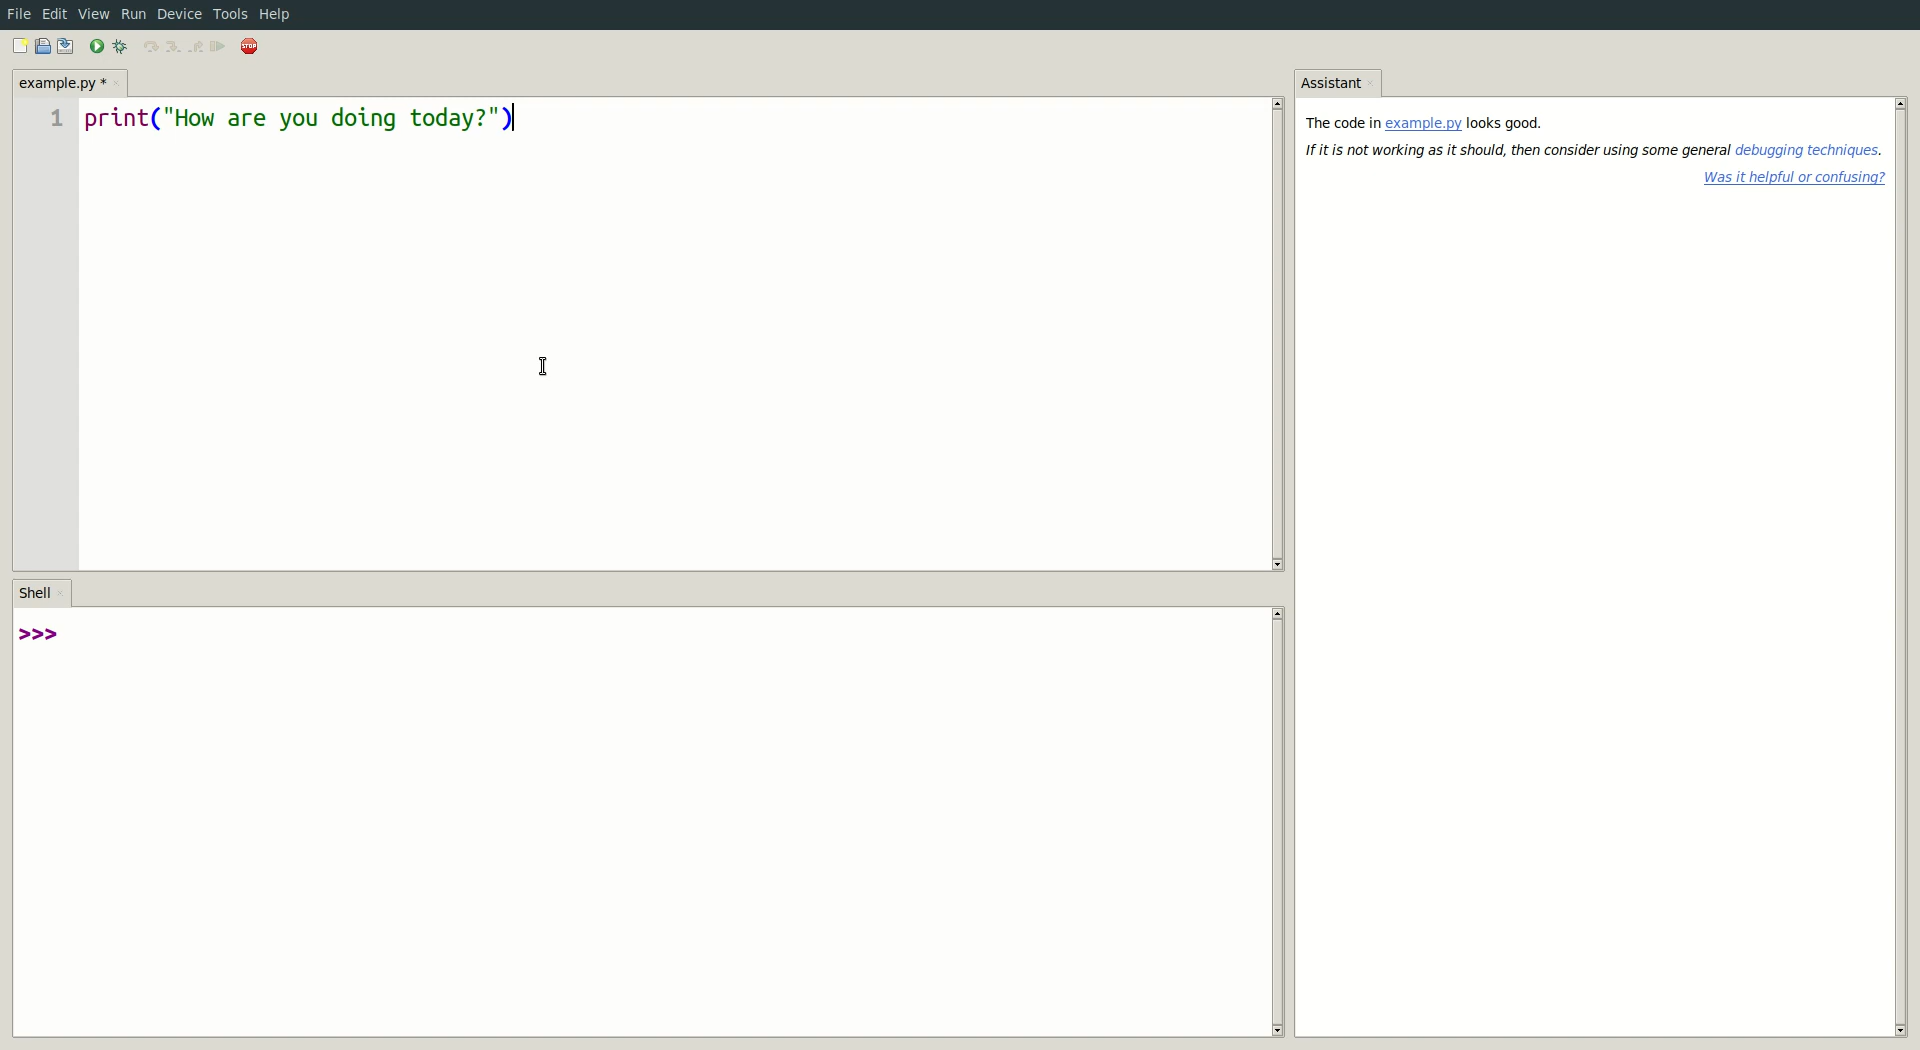 File Edit View Run Device Tools Help
STOP
example.py *
1 print("How are you doing today?")
Shell
>>>
Assistant
The code in example.py looks good.
If it is not working as it should, then consider using some general debugging techniques.
Was it helpful or confusing?